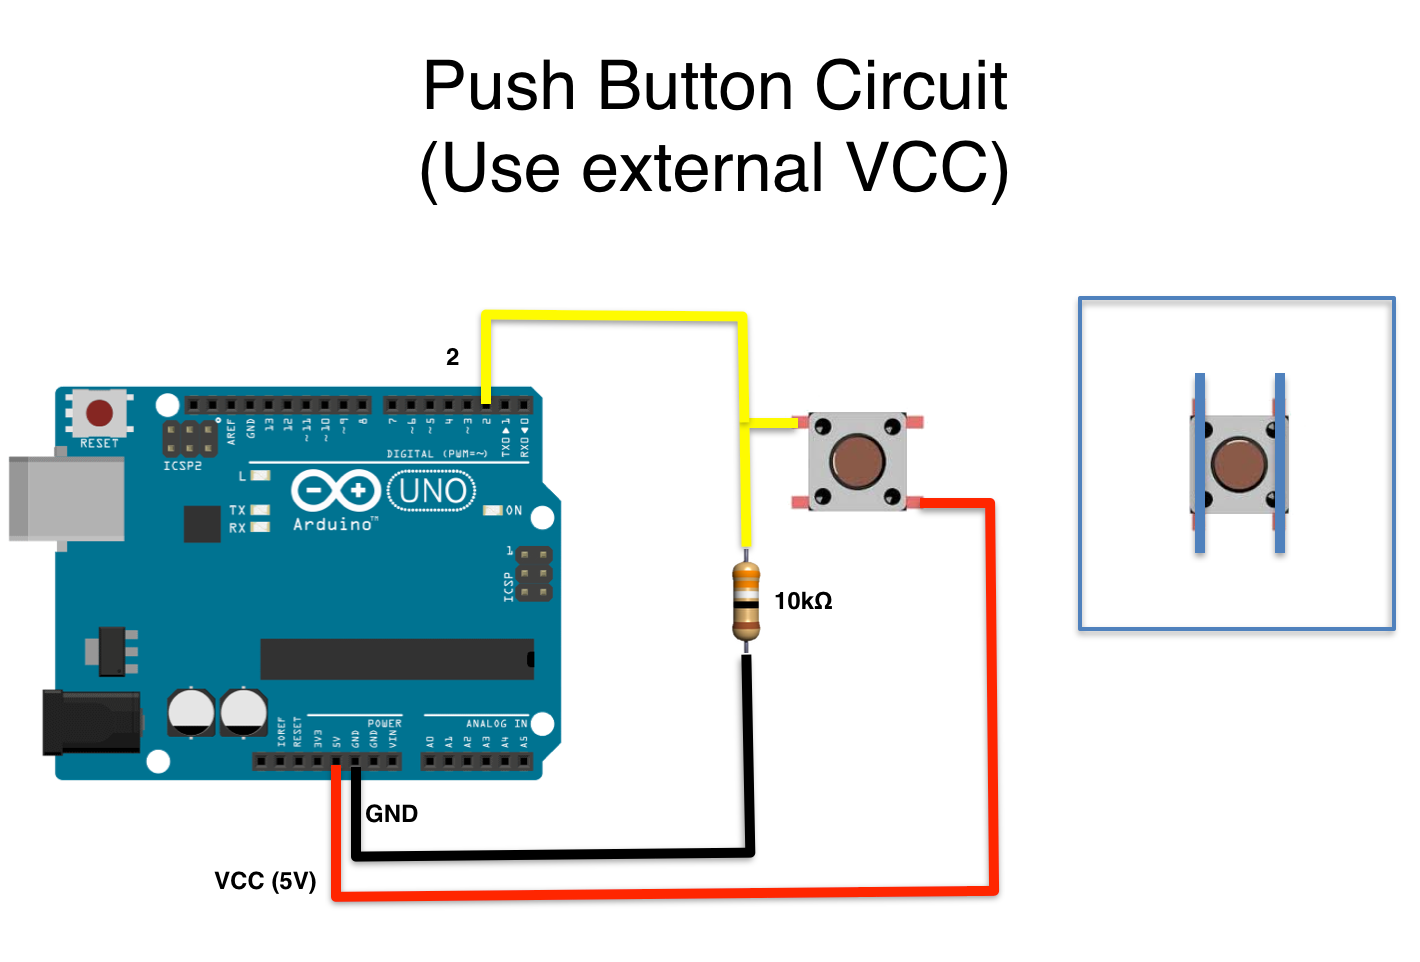 Push Button Circuit
(Use external VCC)
2
RESET
ICSP2
AREF
GND
13
12
~11
~10
~9
8
7
~6
~5
4
~3
2
TX0▶1
RX0◀0
DIGITAL (PWM=~)
L
TX
RX
UNO
Arduino™
ON
1
ICSP
10kΩ
POWER
ANALOG IN
IOREF
RESET
3V3
5V
GND
GND
VIN
A0
A1
A2
A3
A4
A5
GND
VCC (5V)